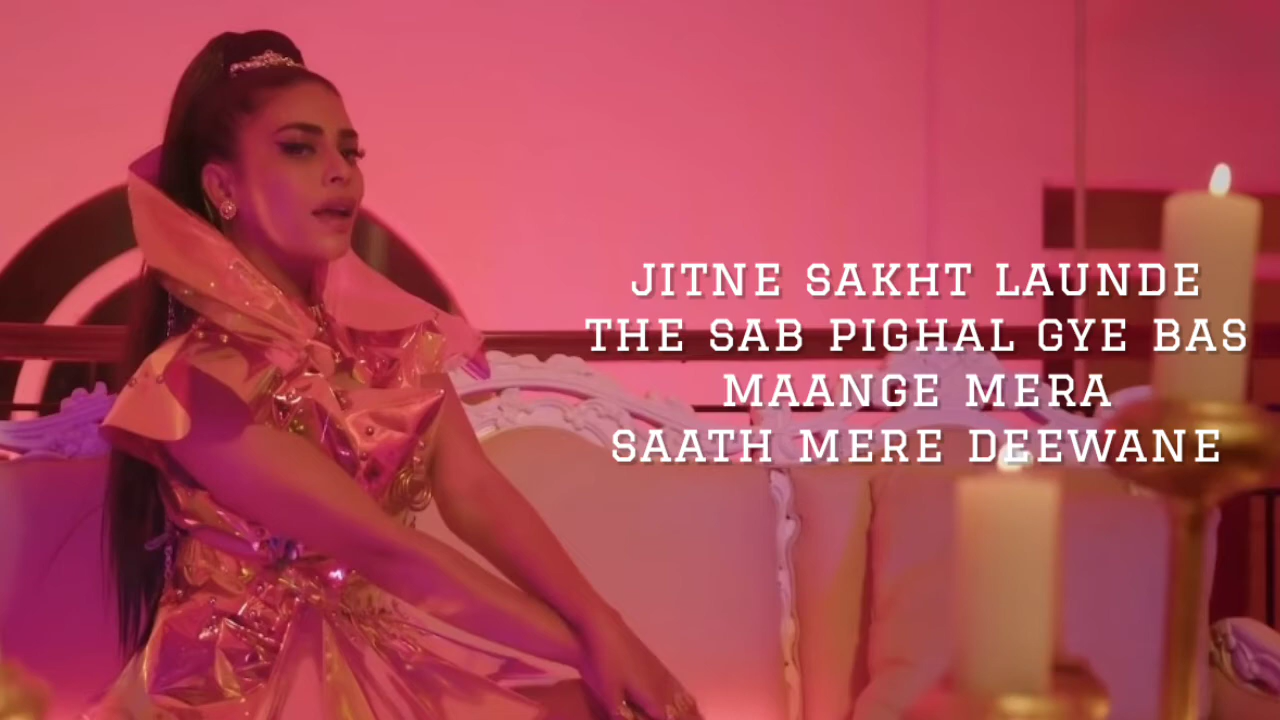 JITNE SAKHT LAUNDE
THE SAB PIGHAL GYE BAS
MAANGE MERA
SAATH MERE DEEWANE